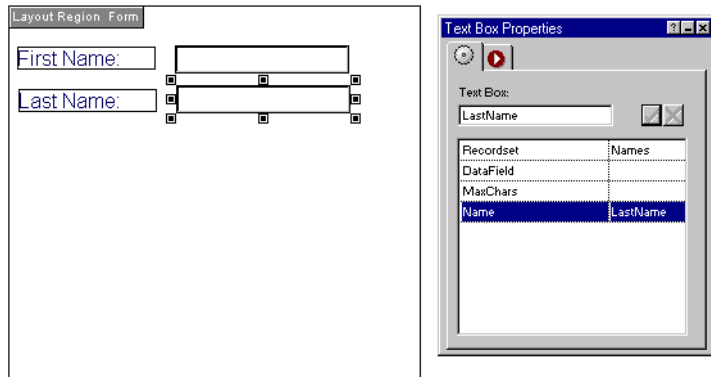 Layout Region Form
First Name:
Last Name:
Text Box Properties
Text Box:
LastName
Recordset Names
DataField
MaxChars
Name LastName